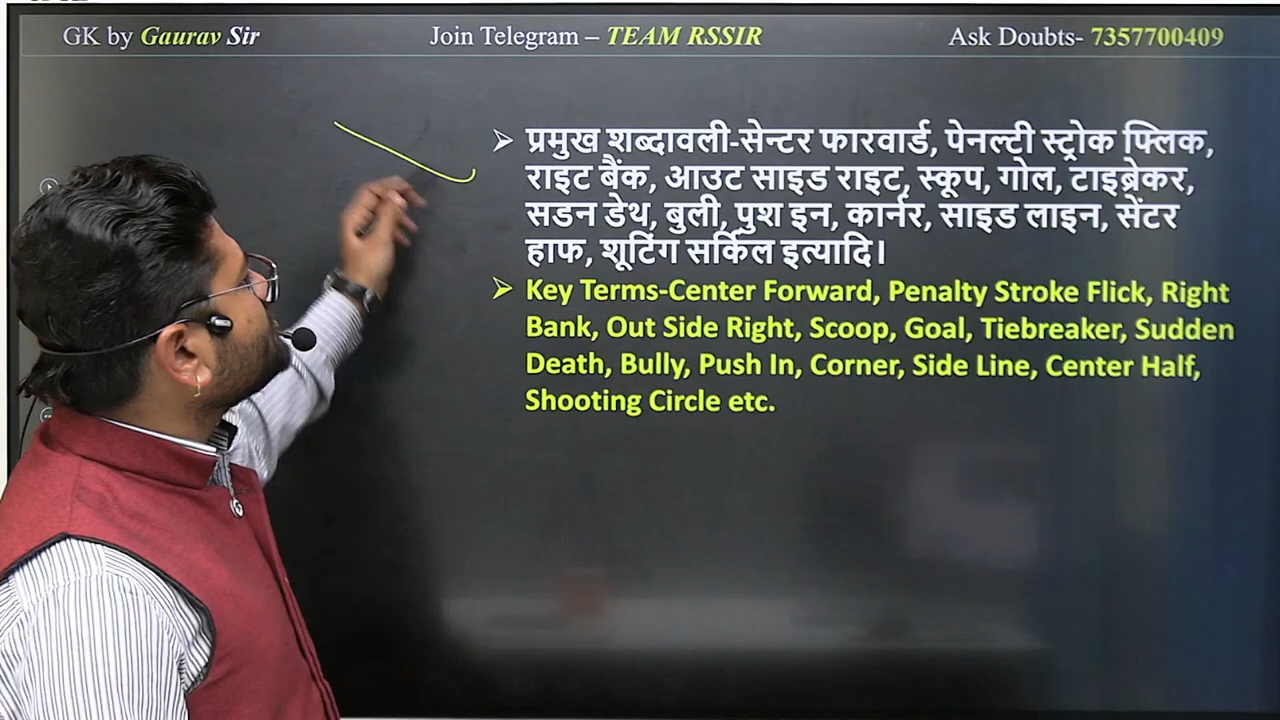 GK by Gaurav Sir
Join Telegram – TEAM RSSIR
Ask Doubts- 7357700409
➢ प्रमुख शब्दावली-सेन्टर फारवार्ड, पेनल्टी स्ट्रोक फ्लिक,
राइट बैंक, आउट साइड राइट, स्कूप, गोल, टाइब्रेकर,
सडन डेथ, बुली, पुश इन, कार्नर, साइड लाइन, सेंटर
हाफ, शूटिंग सर्किल इत्यादि।
➢ Key Terms-Center Forward, Penalty Stroke Flick, Right
Bank, Out Side Right, Scoop, Goal, Tiebreaker, Sudden
Death, Bully, Push In, Corner, Side Line, Center Half,
Shooting Circle etc.